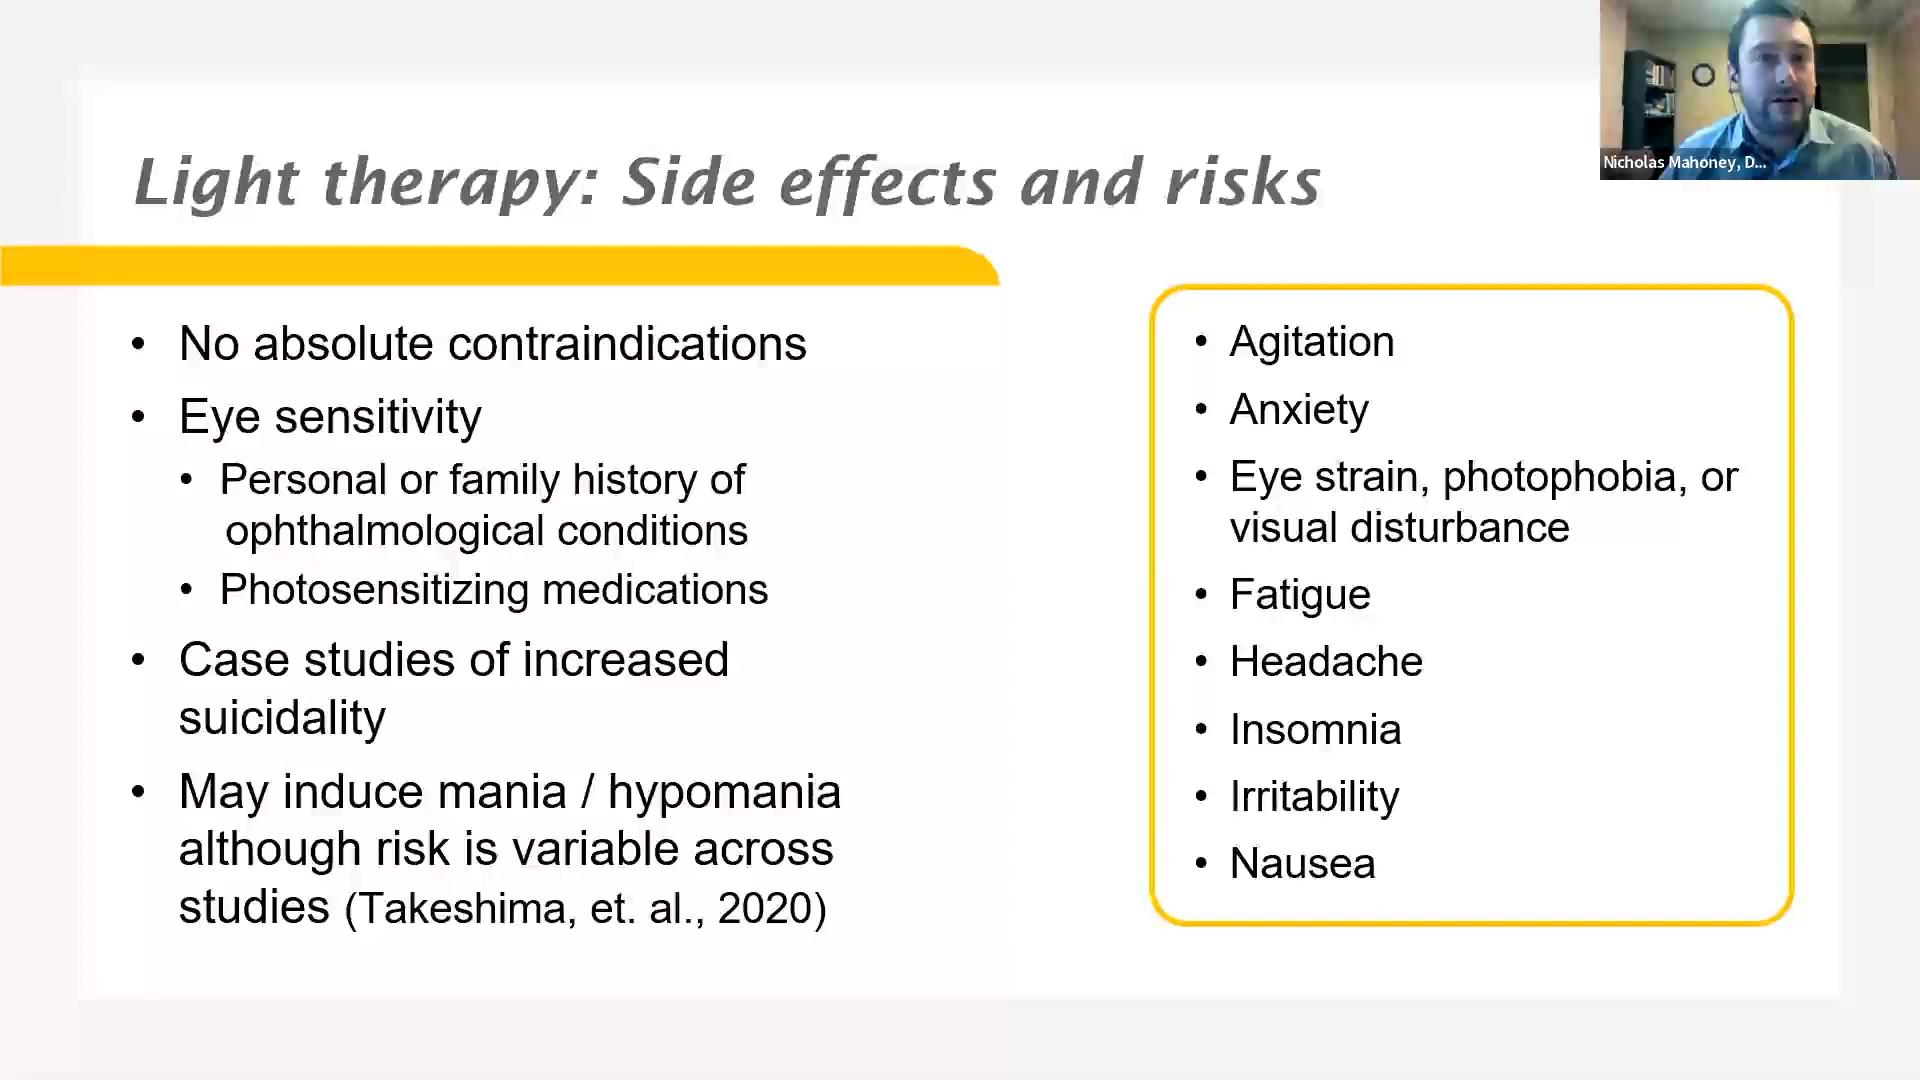 Nicholas Mahoney, D...
Light therapy: Side effects and risks
• No absolute contraindications
• Eye sensitivity
• Personal or family history of
ophthalmological conditions
• Photosensitizing medications
• Case studies of increased
suicidality
• May induce mania / hypomania
although risk is variable across
studies (Takeshima, et. al., 2020)
• Agitation
• Anxiety
• Eye strain, photophobia, or
visual disturbance
• Fatigue
• Headache
• Insomnia
• Irritability
• Nausea